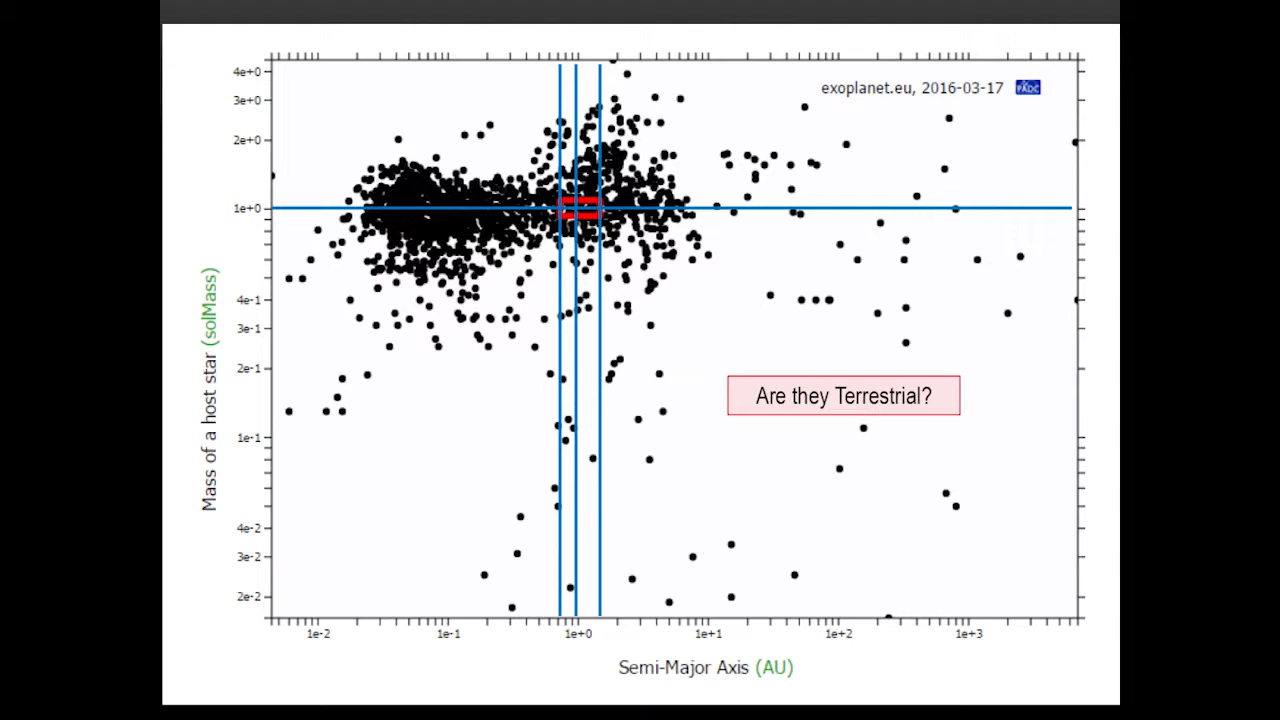 exoplanet.eu, 2016-03-17 PADC
4e+0
3e+0
2e+0
1e+0
4e-1
3e-1
2e-1
1e-1
4e-2
3e-2
2e-2
Mass of a host star (solMass)
Are they Terrestrial?
1e-2 1e-1 1e+0 1e+1 1e+2 1e+3
Semi-Major Axis (AU)